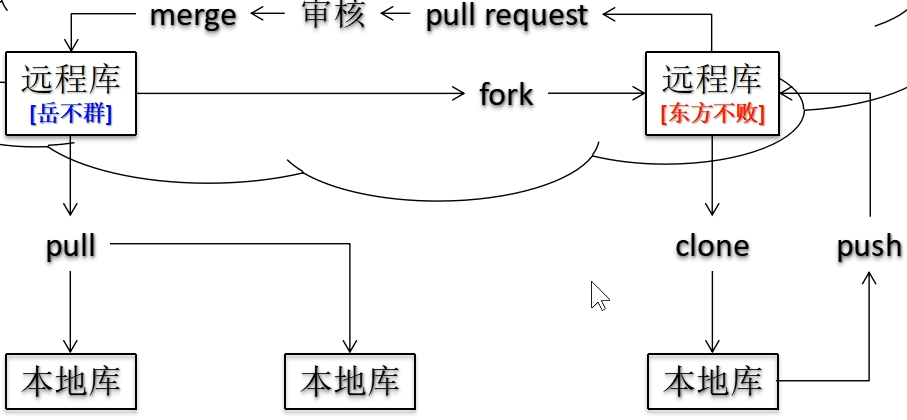 merge
审核
pull request
远程库
[岳不群]
fork
远程库
[东方不败]
pull
clone
push
本地库
本地库
本地库